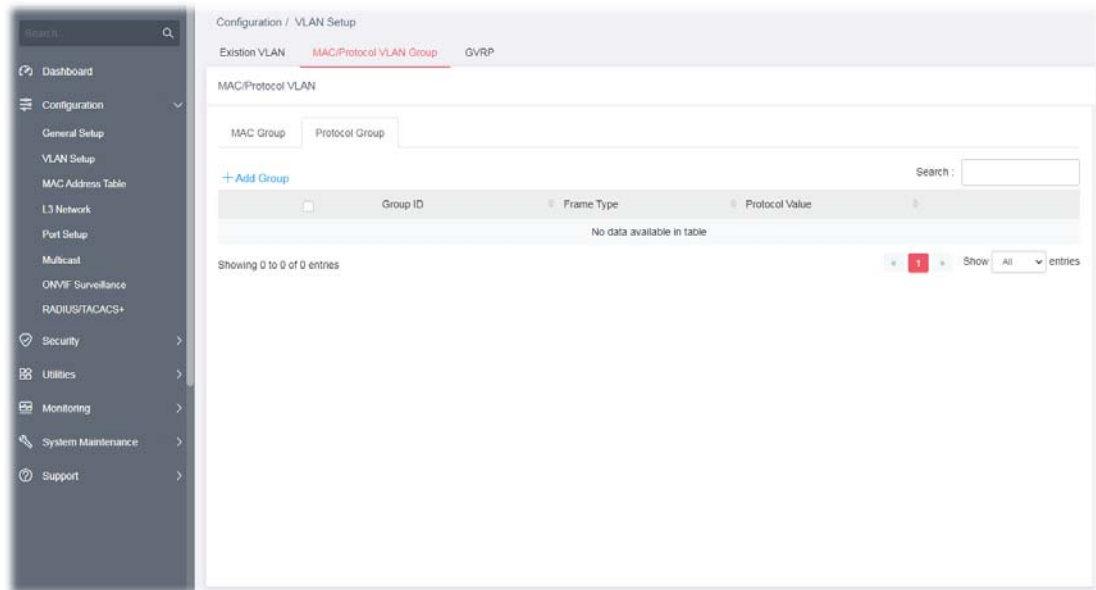 Search
Dashboard
Configuration
General Setup
VLAN Setup
MAC Address Table
L3 Network
Port Setup
Multicast
ONVIF Surveillance
RADIUS/TACACS+
Security
Utilities
Monitoring
System Maintenance
Support
Configuration / VLAN Setup
Existion VLAN MAC/Protocol VLAN Group GVRP
MAC/Protocol VLAN
MAC Group Protocol Group
+Add Group Search :
Group ID Frame Type Protocol Value
No data available in table
Showing 0 to 0 of 0 entries « 1 » Show All entries